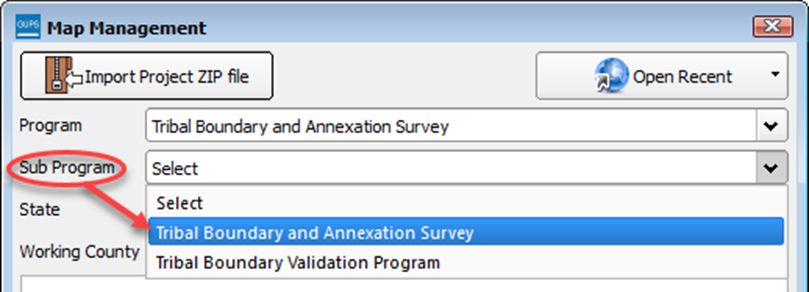 GUPS Map Management
Import Project ZIP file Open Recent
Program Tribal Boundary and Annexation Survey
Sub Program Select
Select
State
Tribal Boundary and Annexation Survey
Working County
Tribal Boundary Validation Program